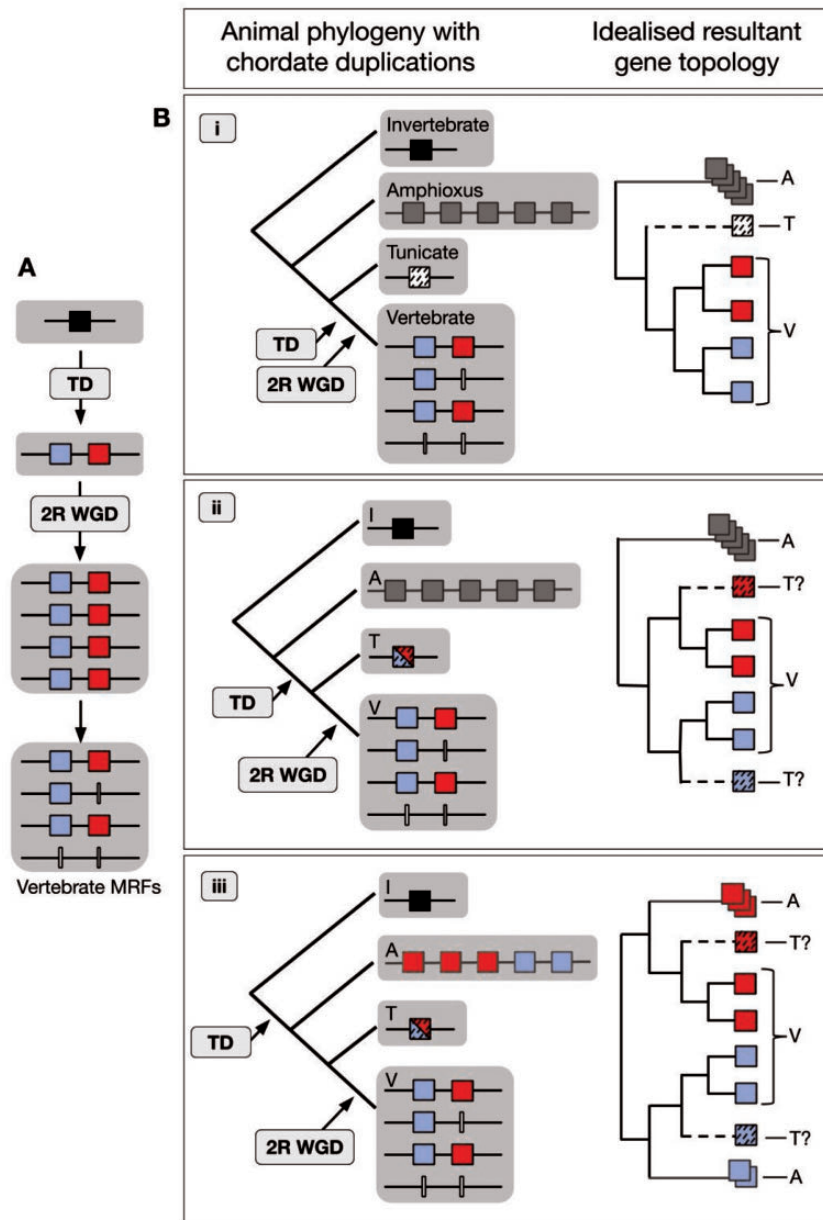 Animal phylogeny with
chordate duplications
Idealised resultant
gene topology
A
TD
2R WGD
Vertebrate MRFs
B
i
Invertebrate
Amphioxus
Tunicate
Vertebrate
TD
2R WGD
A
T
V
ii
I
A
T
V
TD
2R WGD
A
T?
V
T?
iii
I
A
T
V
TD
2R WGD
A
T?
V
T?
A